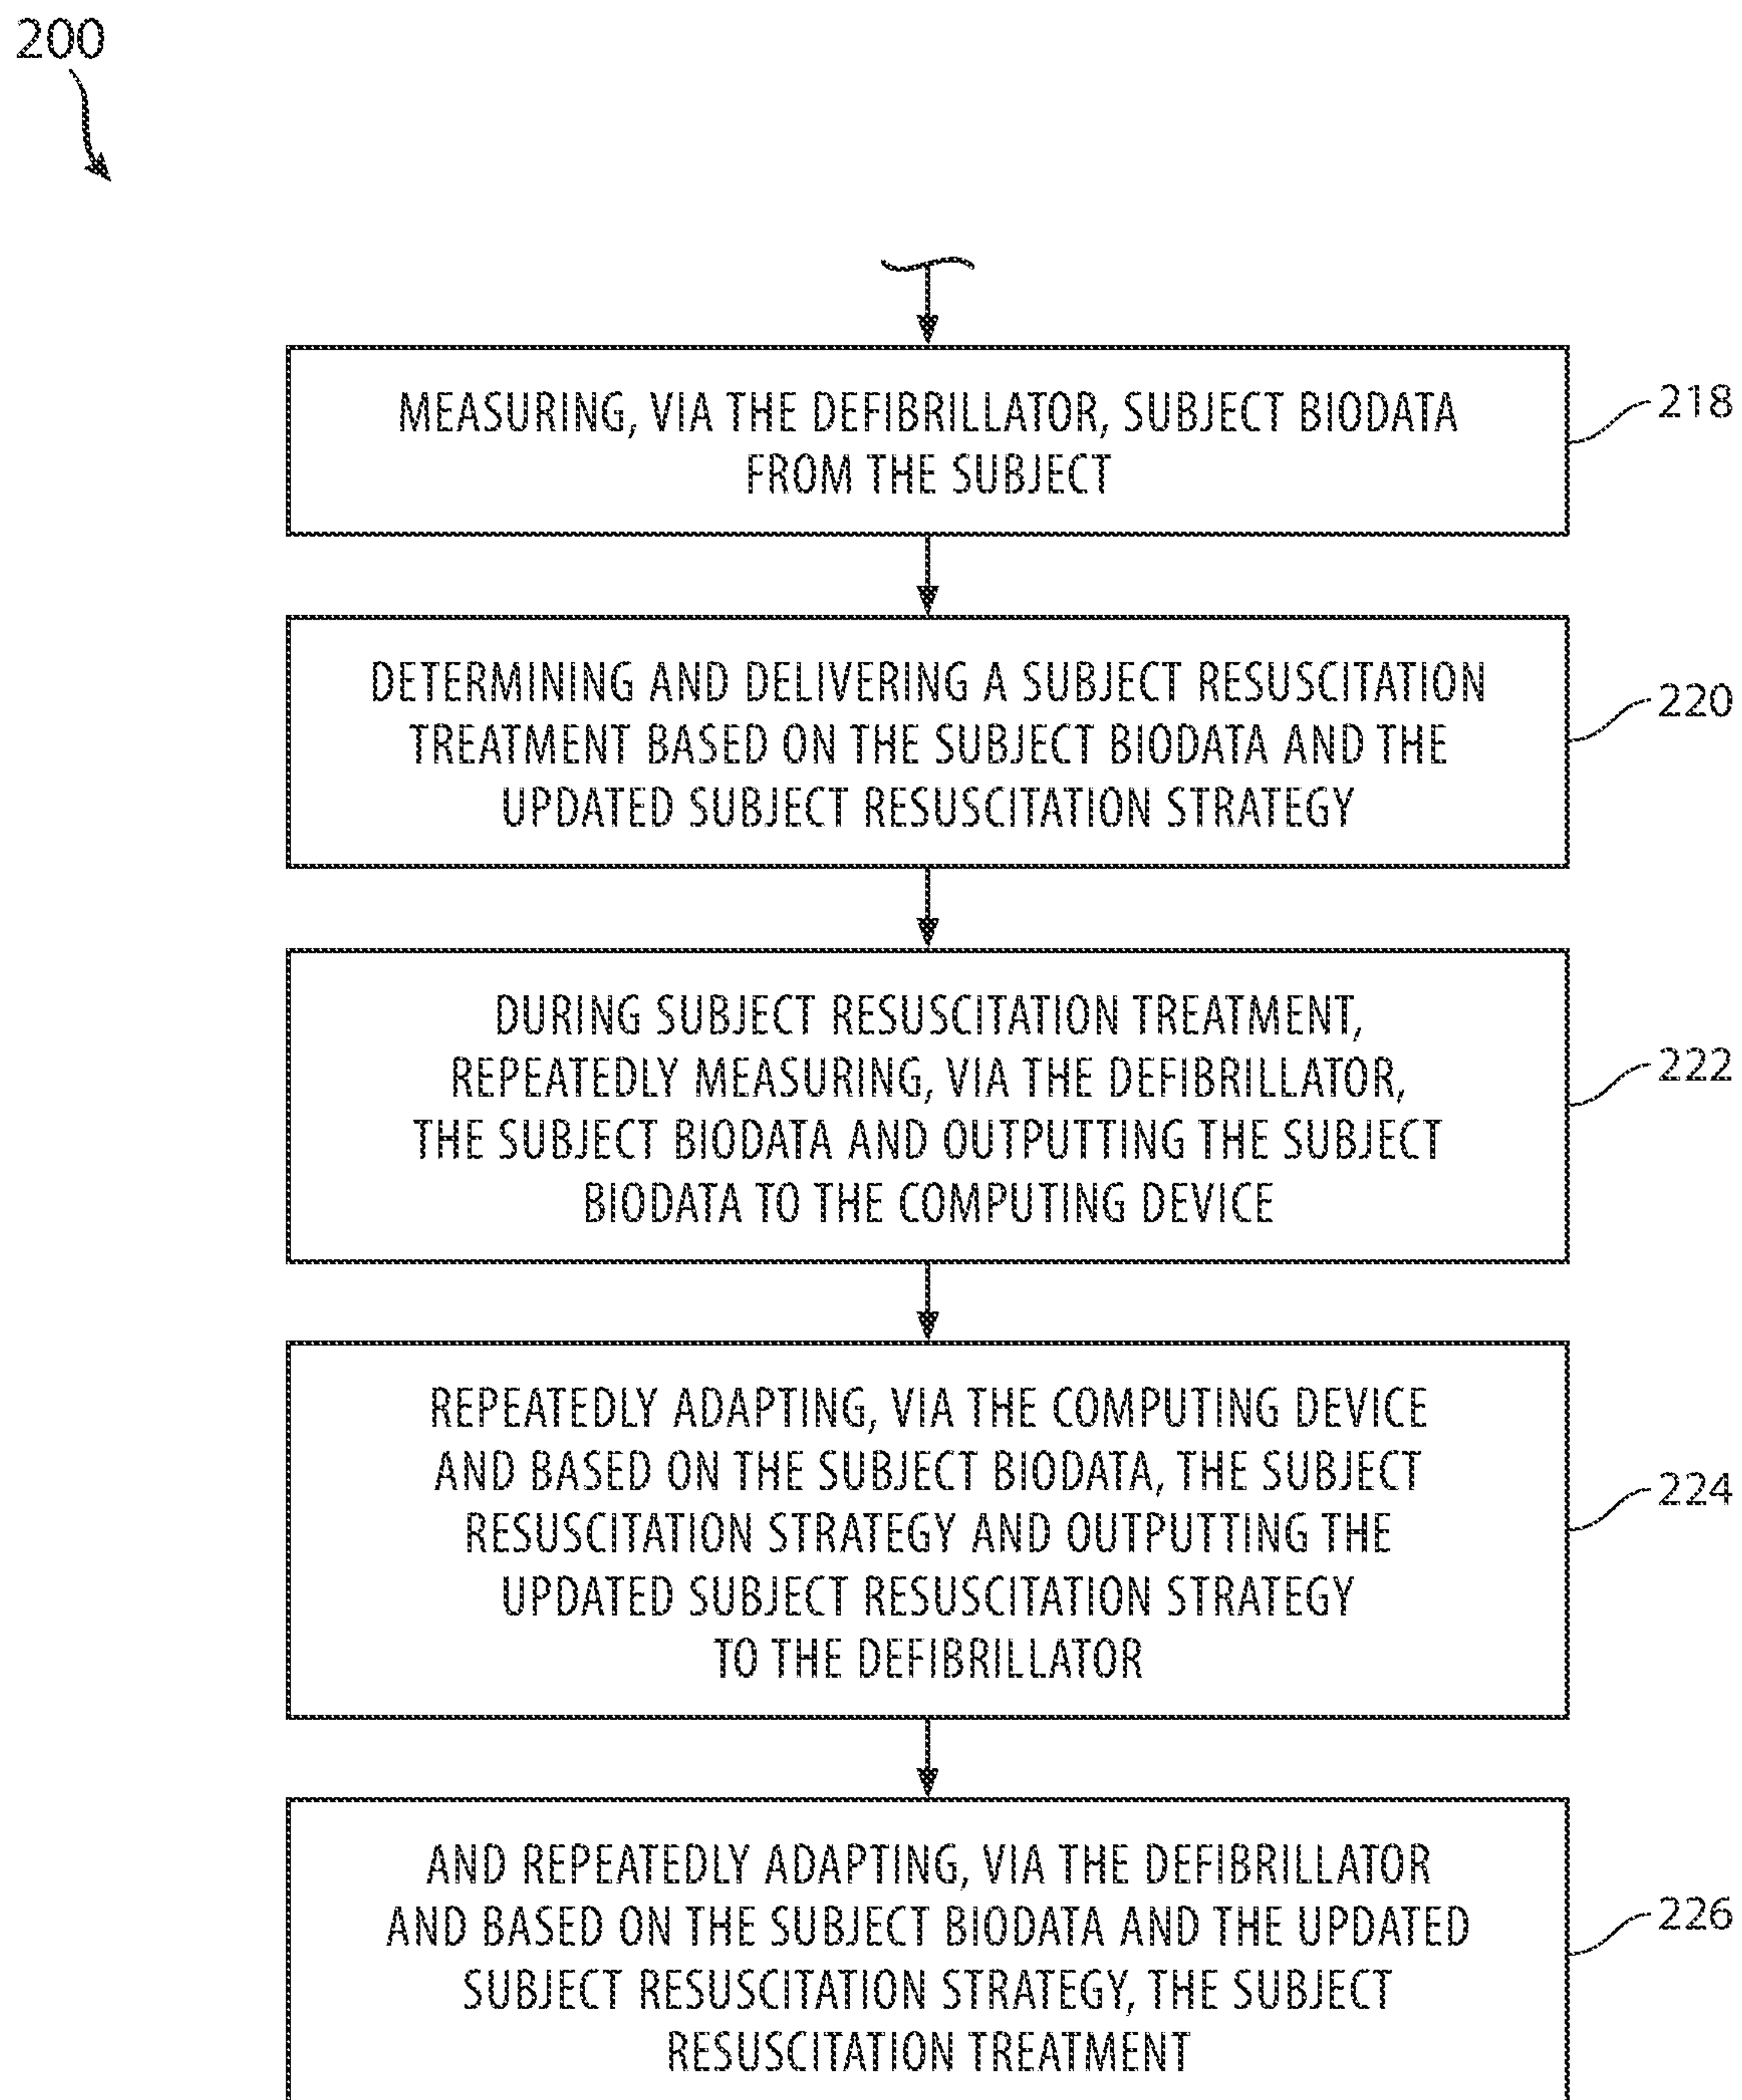 200
MEASURING, VIA THE DEFIBRILLATOR, SUBJECT BIODATA
FROM THE SUBJECT
218
DETERMINING AND DELIVERING A SUBJECT RESUSCITATION
TREATMENT BASED ON THE SUBJECT BIODATA AND THE
UPDATED SUBJECT RESUSCITATION STRATEGY
220
DURING SUBJECT RESUSCITATION TREATMENT,
REPEATEDLY MEASURING, VIA THE DEFIBRILLATOR,
THE SUBJECT BIODATA AND OUTPUTTING THE SUBJECT
BIODATA TO THE COMPUTING DEVICE
222
REPEATEDLY ADAPTING, VIA THE COMPUTING DEVICE
AND BASED ON THE SUBJECT BIODATA, THE SUBJECT
RESUSCITATION STRATEGY AND OUTPUTTING THE
UPDATED SUBJECT RESUSCITATION STRATEGY
TO THE DEFIBRILLATOR
224
AND REPEATEDLY ADAPTING, VIA THE DEFIBRILLATOR
AND BASED ON THE SUBJECT BIODATA AND THE UPDATED
SUBJECT RESUSCITATION STRATEGY, THE SUBJECT
RESUSCITATION TREATMENT
226